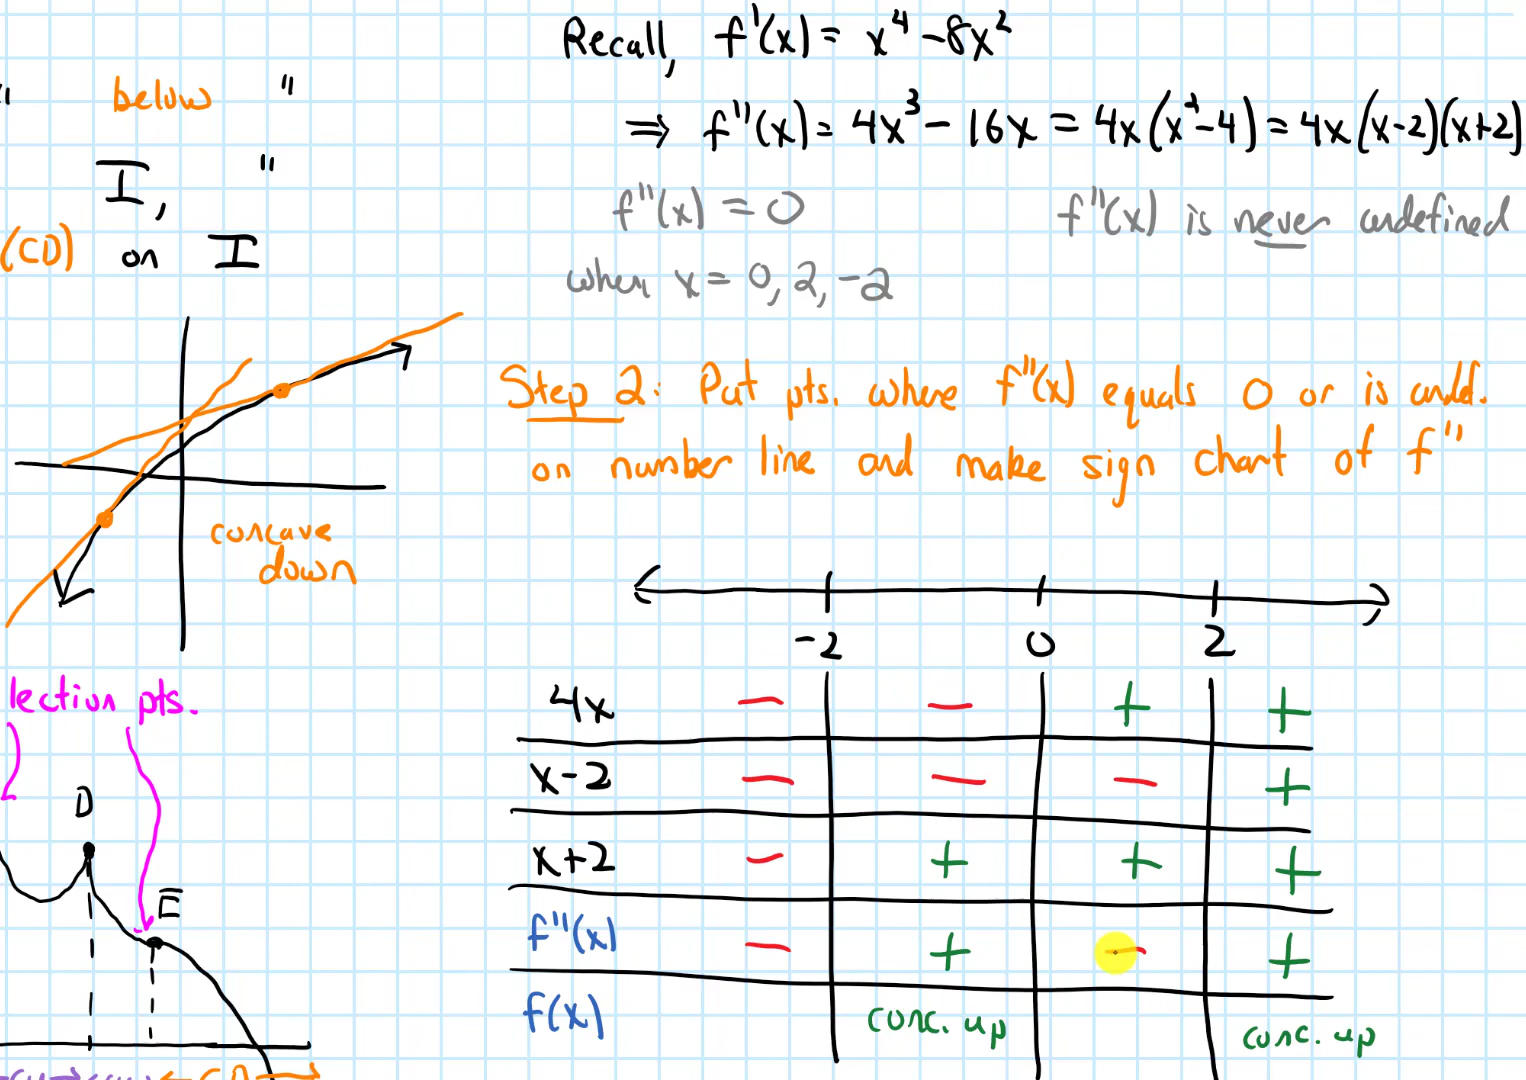 below "
I, "
(CD) on I
concave
down
lection pts.
D
E
Recall, f'(x) = x⁴ - 8x²
⇒ f''(x) = 4x³ - 16x = 4x(x²-4) = 4x(x-2)(x+2)
f''(x) = 0 f''(x) is never undefined
when x = 0, 2, -2
Step 2: Put pts. where f''(x) equals 0 or is und.
on number line and make sign chart of f''
-2 0 2
4x − − + +
x-2 − − − +
x+2 − + + +
f''(x) − + − +
f(x) conc. up conc. up